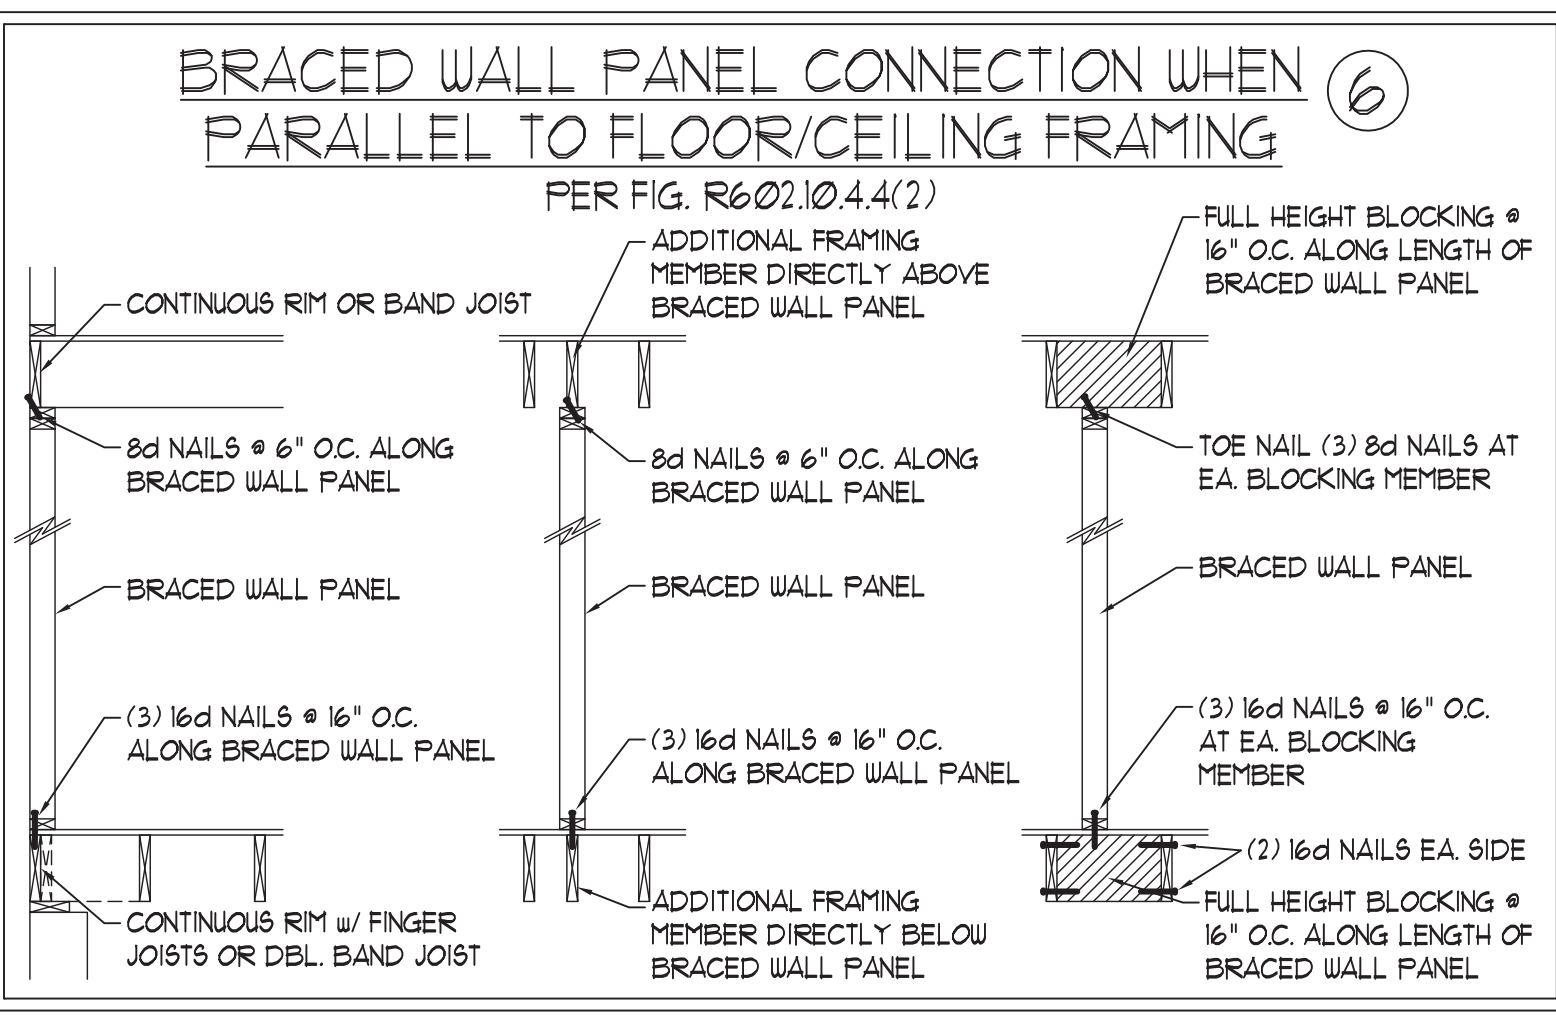 BRACED WALL PANEL CONNECTION WHEN
PARALLEL TO FLOOR/CEILING FRAMING
6
PER FIG. R602.10.4.4(2)
CONTINUOUS RIM OR BAND JOIST
8d NAILS @ 6" O.C. ALONG
BRACED WALL PANEL
BRACED WALL PANEL
(3) 16d NAILS @ 16" O.C.
ALONG BRACED WALL PANEL
CONTINUOUS RIM w/ FINGER
JOISTS OR DBL. BAND JOIST
ADDITIONAL FRAMING
MEMBER DIRECTLY ABOVE
BRACED WALL PANEL
8d NAILS @ 6" O.C. ALONG
BRACED WALL PANEL
BRACED WALL PANEL
(3) 16d NAILS @ 16" O.C.
ALONG BRACED WALL PANEL
ADDITIONAL FRAMING
MEMBER DIRECTLY BELOW
BRACED WALL PANEL
FULL HEIGHT BLOCKING @
16" O.C. ALONG LENGTH OF
BRACED WALL PANEL
TOE NAIL (3) 8d NAILS AT
EA. BLOCKING MEMBER
BRACED WALL PANEL
(3) 16d NAILS @ 16" O.C.
AT EA. BLOCKING
MEMBER
(2) 16d NAILS EA. SIDE
FULL HEIGHT BLOCKING @
16" O.C. ALONG LENGTH OF
BRACED WALL PANEL